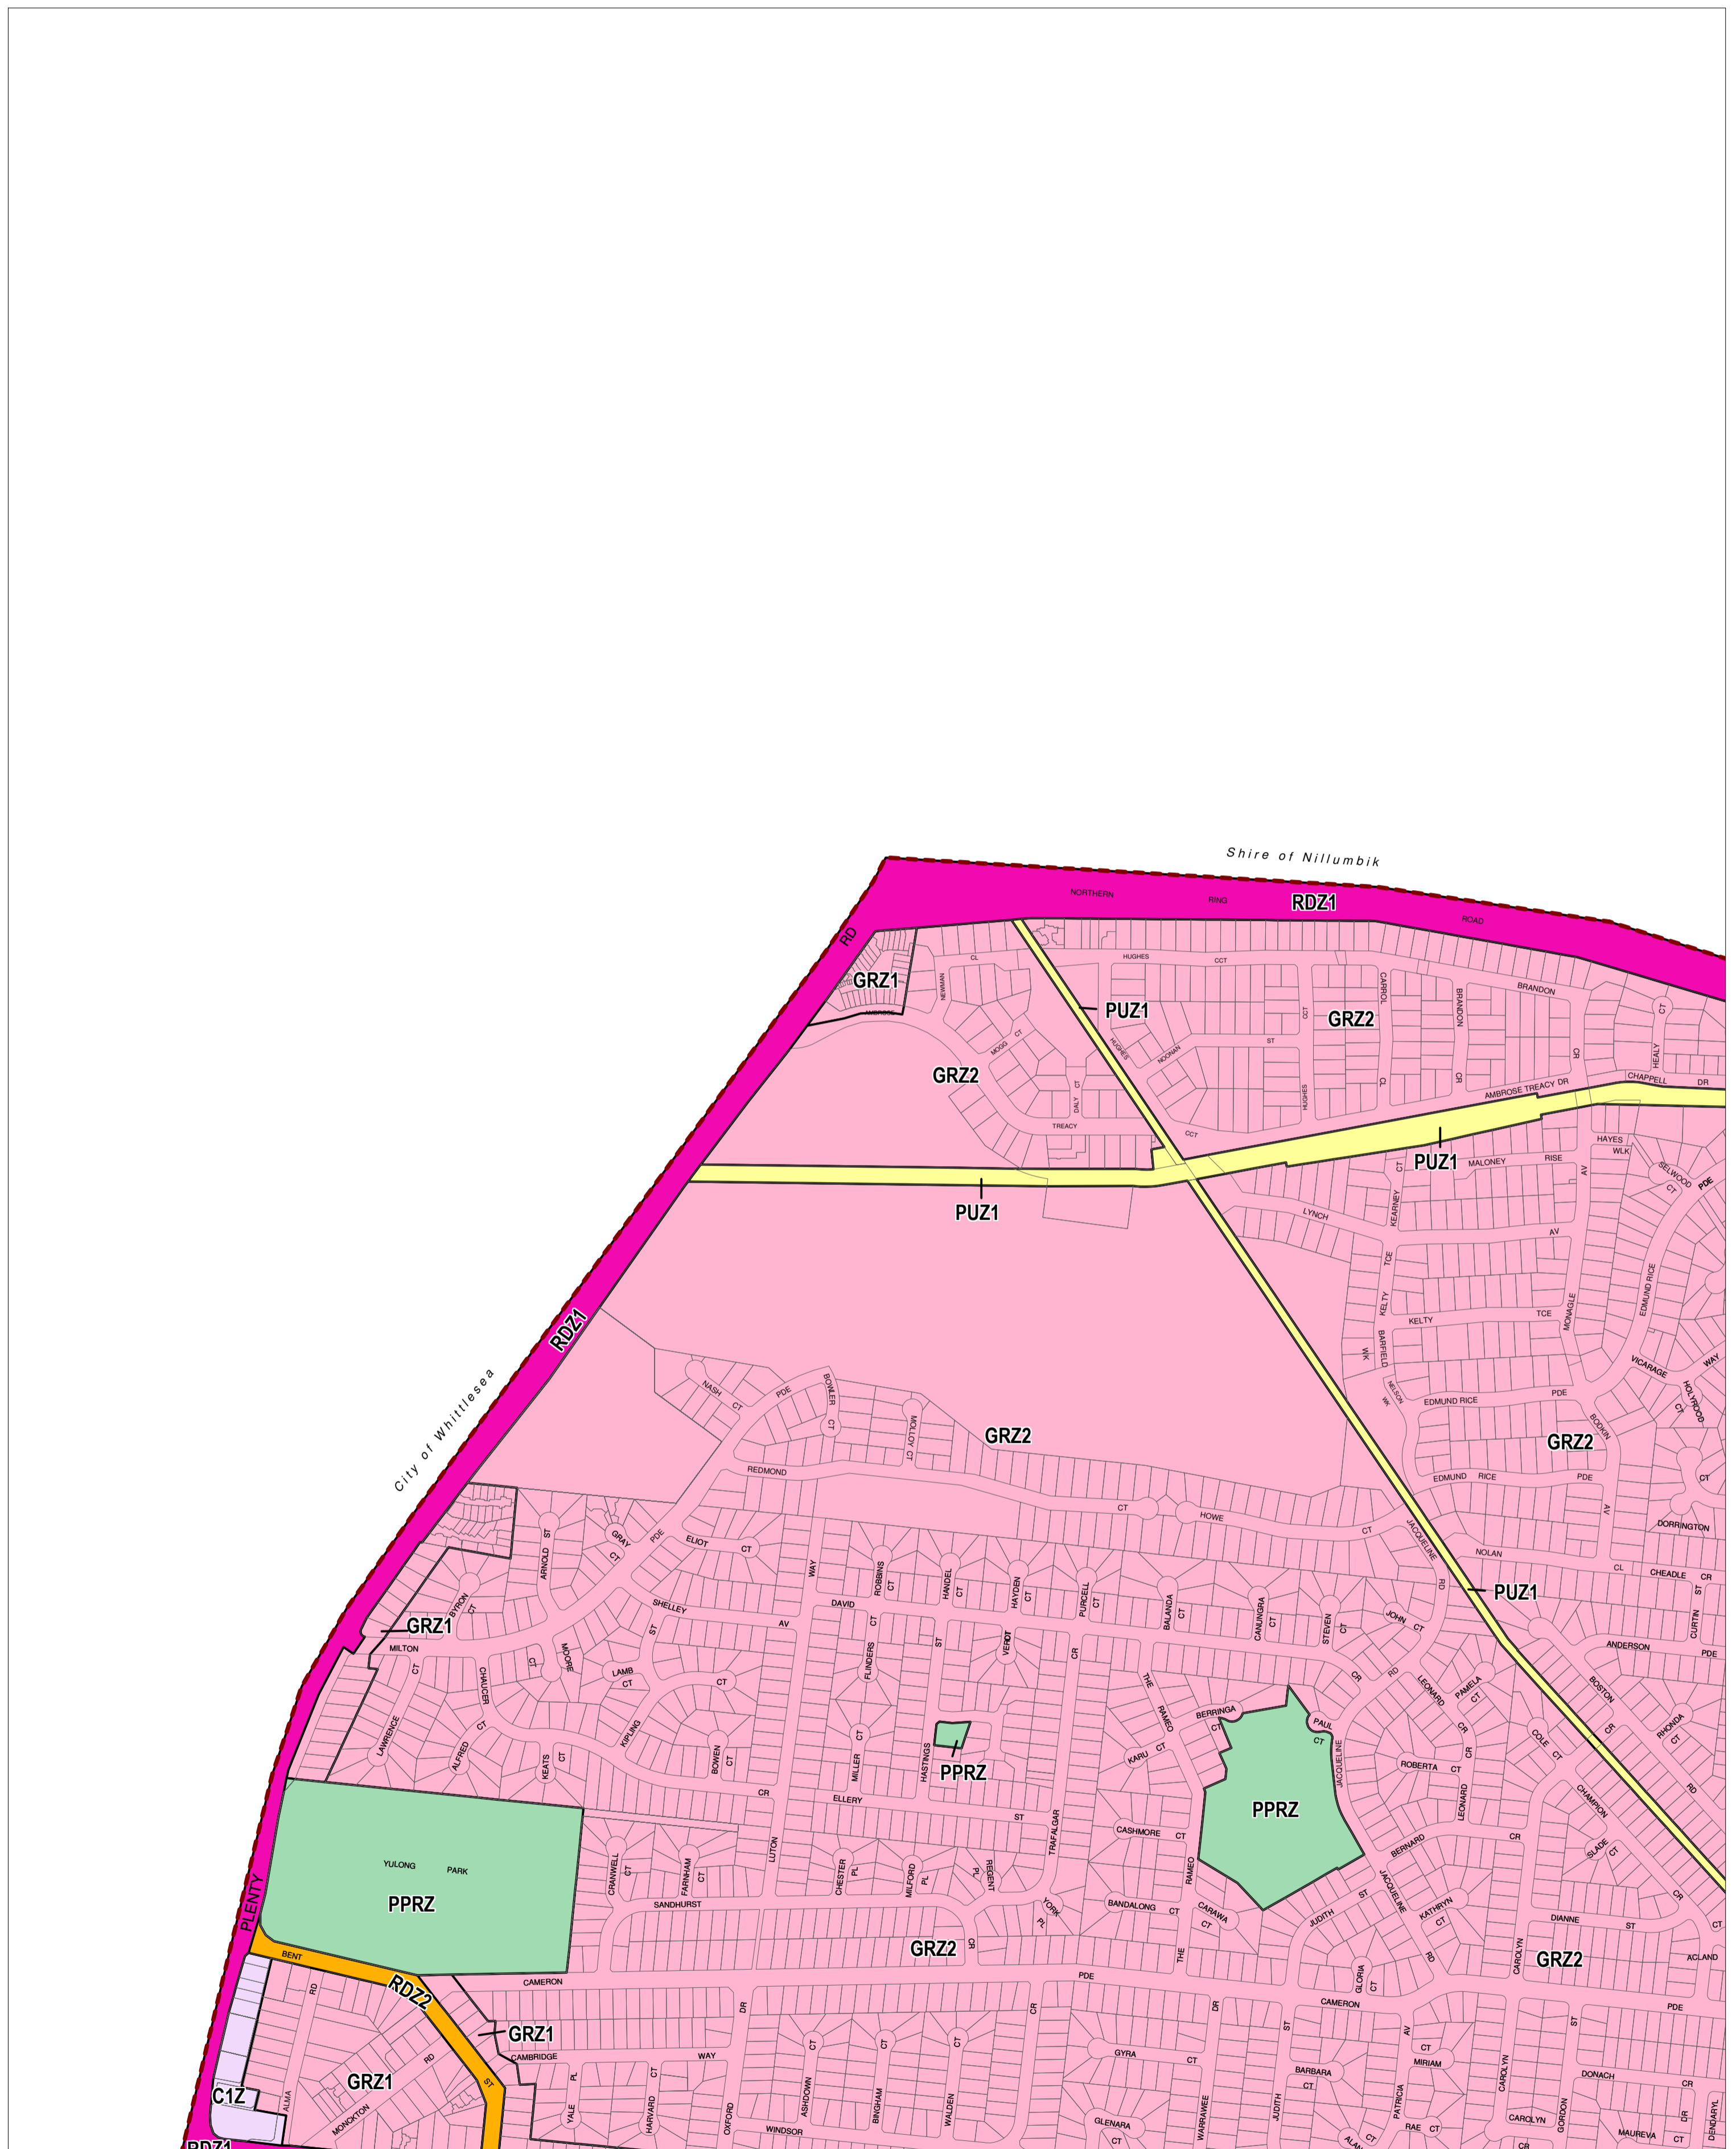 Shire of Nillumbik
NORTHERN RING RDZ1 ROAD
RD
GRZ1
NEWMAN
CL
AMBROSE
HUGHES CCT
PUZ1
HUGHES
NOONAN
ST
CCT
HUGHES
GRZ2
CARROL
CL
BRANDON
CR
BRANDON
CR
CT
HEALY
CHAPPELL DR
AMBROSE TREACY DR
MOGG CT
GRZ2
DALY CT
TREACY
CCT
PUZ1
PUZ1
HAYES
WLK
SELWOOD
CT
PDE
MALONEY RISE
AV
CT
KEARNEY
LYNCH
AV
TCE
KELTY
KELTY TCE
MONAGLE
EDMUND RICE
BARFIELD
WK
NELSON
WK
VICARAGE
WAY
HOLYROOD
CT
EDMUND RICE PDE
BODKIN
GRZ2
EDMUND RICE PDE
AV
CT
DORRINGTON
RDZ1
City of Whittlesea
NASH
CT
PDE
BOWLER
CT
MOLLOY CT
GRZ2
REDMOND
CT
HOWE
CT
JACQUELINE
RD
NOLAN
CL
CHEADLE CR
CURTIN ST
PUZ1
ARNOLD ST
GRAY
CT
PDE
ELIOT CT
BYRON
CT
GRZ1
MILTON
CT
SHELLEY
ST
AV
WAY
DAVID
ROBBINS
CT
HANDEL
CT
HAYDEN
CT
PURCELL
CT
BALANDA
CT
CANUNGRA
CT
STEVEN
CT
JOHN
CT
ANDERSON
PDE
CHAUCER
CT
MOORE
LAMB
CT
CT
CT
FLINDERS
ST
VERDT
CR
THE
RAMEO
CR
RD
LEONARD
PAMELA
CT
CR
BOSTON
CR
RHONDA
CT
RD
LAWRENCE
ALFRED
CT
KEATS
CT
KIPLING
BOWEN
CT
MILLER
CT
HASTINGS
PPRZ
BERRINGA
CT
KARU CT
PAUL
CT
JACQUELINE
PPRZ
ROBERTA CT
CR
LEONARD
COLE
CT
CHAMPION
CR
CR
ELLERY
ST
TRAFALGAR
CASHMORE CT
RAMEO
BERNARD
CR
SLADE
CT
YULONG PARK
PPRZ
CRANWELL
CT
FARNHAM
CT
LUTON
CHESTER
PL
MILFORD
PL
PL
REGENT
SANDHURST
CR
YORK
PL
BANDALONG CT
CARAWA
CT
THE
JUDITH
ST
JACQUELINE
RD
KATHRYN
CT
DIANNE
ST
CT
ACLAND
CAROLYN
GLORIA
CT
GRZ2
GRZ2
PLENTY
BENT
RDZ2
RD
CAMERON
PDE
CAMERON
PDE
GRZ1
CAMBRIDGE WAY
DR
CR
DR
ST
AV
ST
GRZ1
RD
MONCKTON
ALMA
ST
C1Z
PL
YALE
CT
HARVARD
OXFORD
CT
ASHDOWN
CT
BINGHAM
CT
WALDEN
GYRA
CT
WARRAWEE
BARBARA
CT
JUDITH
CT
MIRIAM
PATRICIA
CAROLYN
DONACH
CR
GORDON
DR
DENDARYL
WINDSOR
GLENARA
CT
CT
RAE CT
CAROLYN
CR
MAUREVA CT
RDZ1